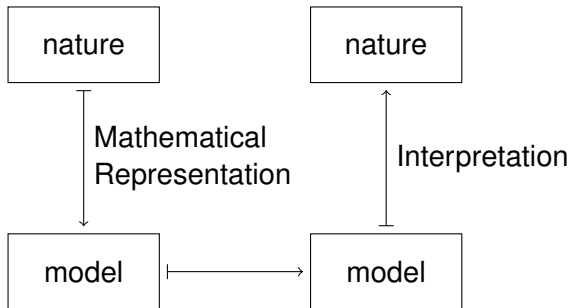 nature
nature
Mathematical
Representation
Interpretation
model
model